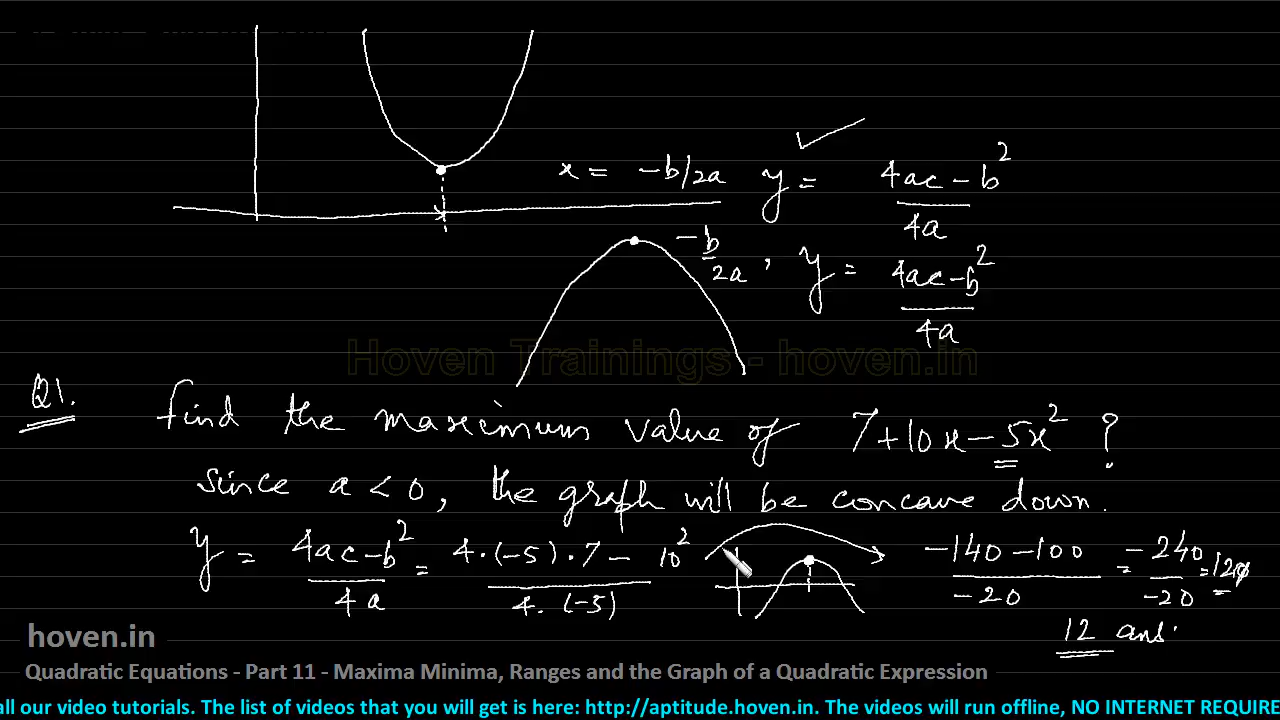 x = -b/2a y = 4ac - b² / 4a
-b/2a , y = 4ac - b² / 4a
Hoven Trainings - hoven.in
Q1. Find the maximum value of 7+10x-5x² ?
since a < 0, the graph will be concave down.
y = 4ac-b² / 4a = 4·(-5)·7 - 10² / 4·(-5) -140 -100 / -20 = -240 / -20 =
12 ans.
hoven.in
Quadratic Equations - Part 11 - Maxima Minima, Ranges and the Graph of a Quadratic Expression
all our video tutorials. The list of videos that you will get is here: http://aptitude.hoven.in. The videos will run offline, NO INTERNET REQUIRE